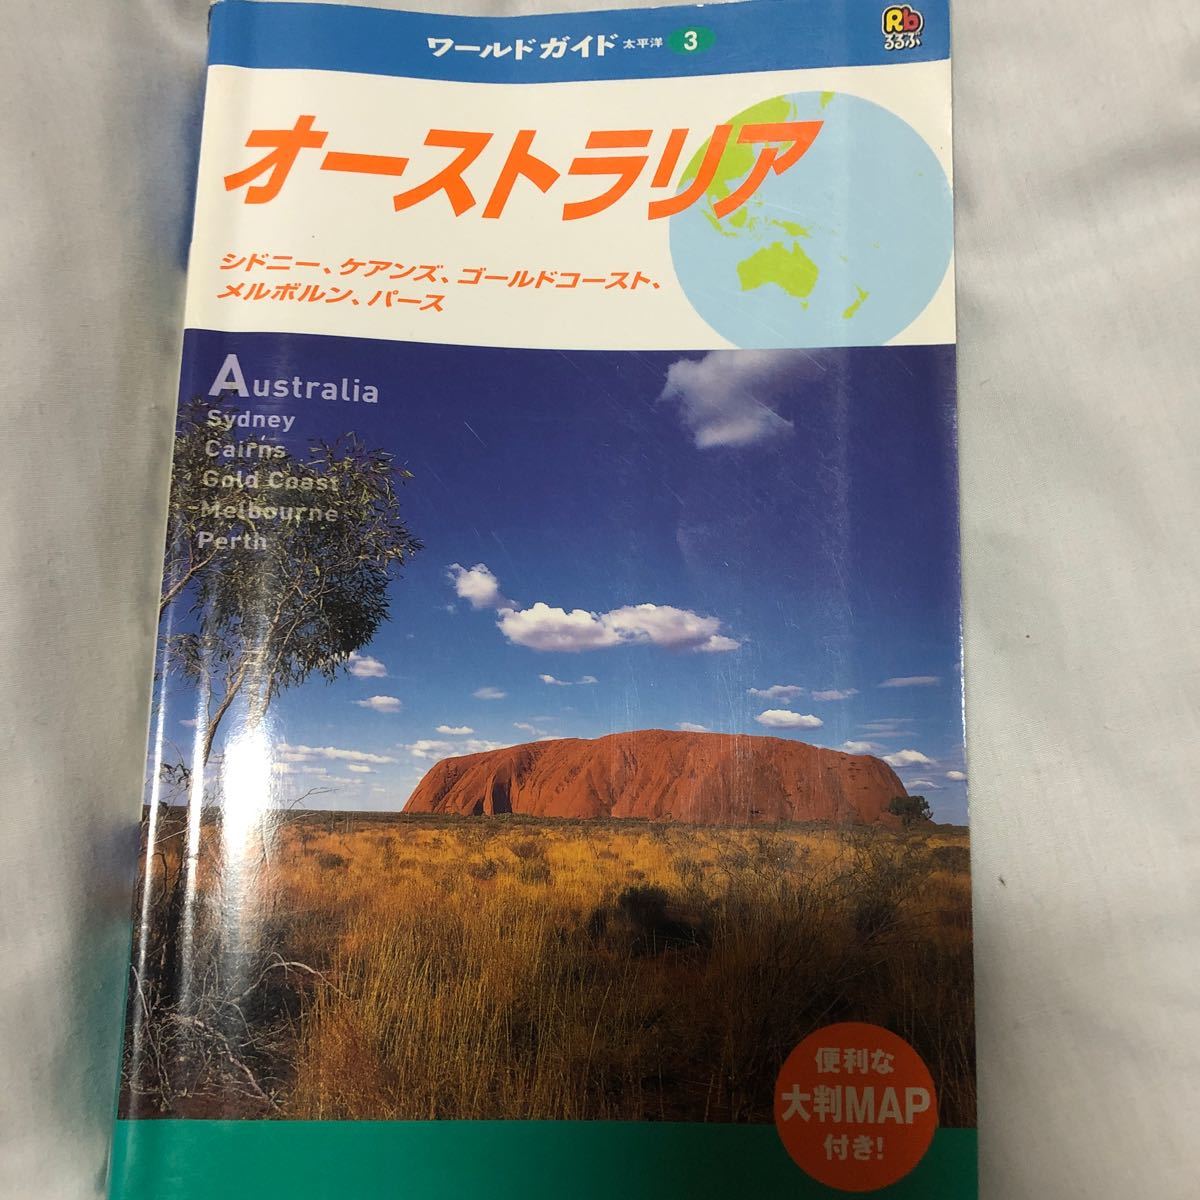 ワールドガイド 太平洋 3
Rb
るるぶ
オーストラリア
シドニー、ケアンズ、ゴールドコースト、
メルボルン、パース
Australia
Sydney
Cairns
Gold Coast
Melbourne
Perth
便利な
大判MAP
付き!